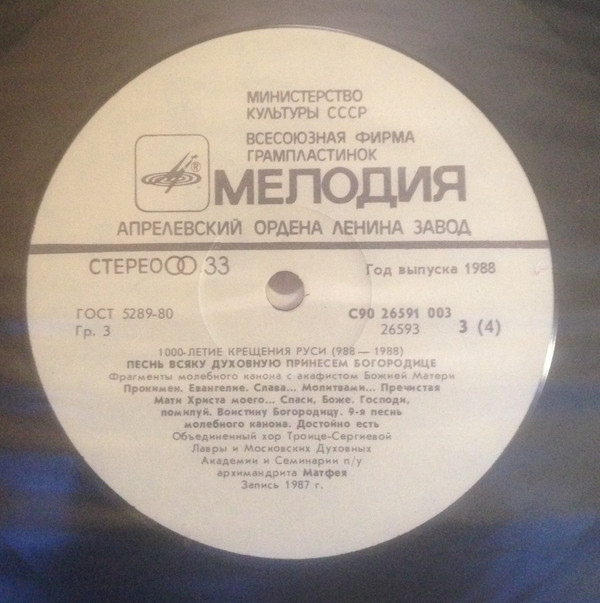 МИНИСТЕРСТВО
КУЛЬТУРЫ СССР
ВСЕСОЮЗНАЯ ФИРМА
ГРАМПЛАСТИНОК
МЕЛОДИЯ
АПРЕЛЕВСКИЙ ОРДЕНА ЛЕНИНА ЗАВОД
СТЕРЕО 33
Год выпуска 1988
ГОСТ 5289-80
Гр. 3
С90 26591 003
26593 3 (4)
1000-ЛЕТИЕ КРЕЩЕНИЯ РУСИ (988 — 1988)
ПЕСНЬ ВСЯКУ ДУХОВНУЮ ПРИНЕСЕМ БОГОРОДИЦЕ
Фрагменты молебного канона с акафистом Божией Матери
Прокимен. Евангелие. Слава... Молитвами... Пречистая
Мати Христа моего... Спаси, Боже. Господи,
помилуй. Воистину Богородицу. 9-я песнь
молебного канона. Достойно есть
Объединенный хор Троице-Сергиевой
Лавры и Московских Духовных
Академии и Семинарии п/у
архимандрита Матфея
Запись 1987 г.